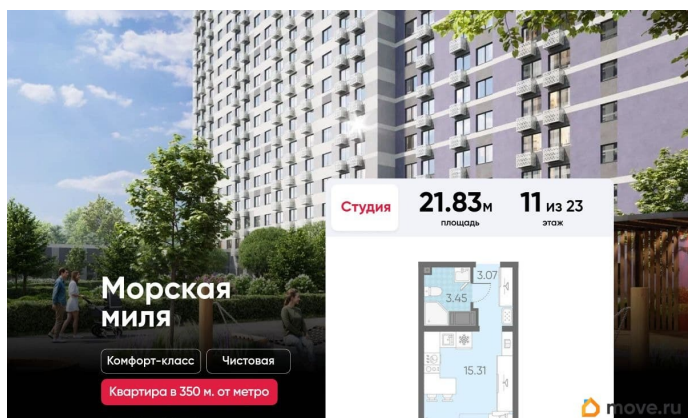 Студия
21.83м
площадь
11 из 23
этаж
3.07
3.45
15.31
Морская
миля
Комфорт-класс
Чистовая
Квартира в 350 м. от метро
move.ru